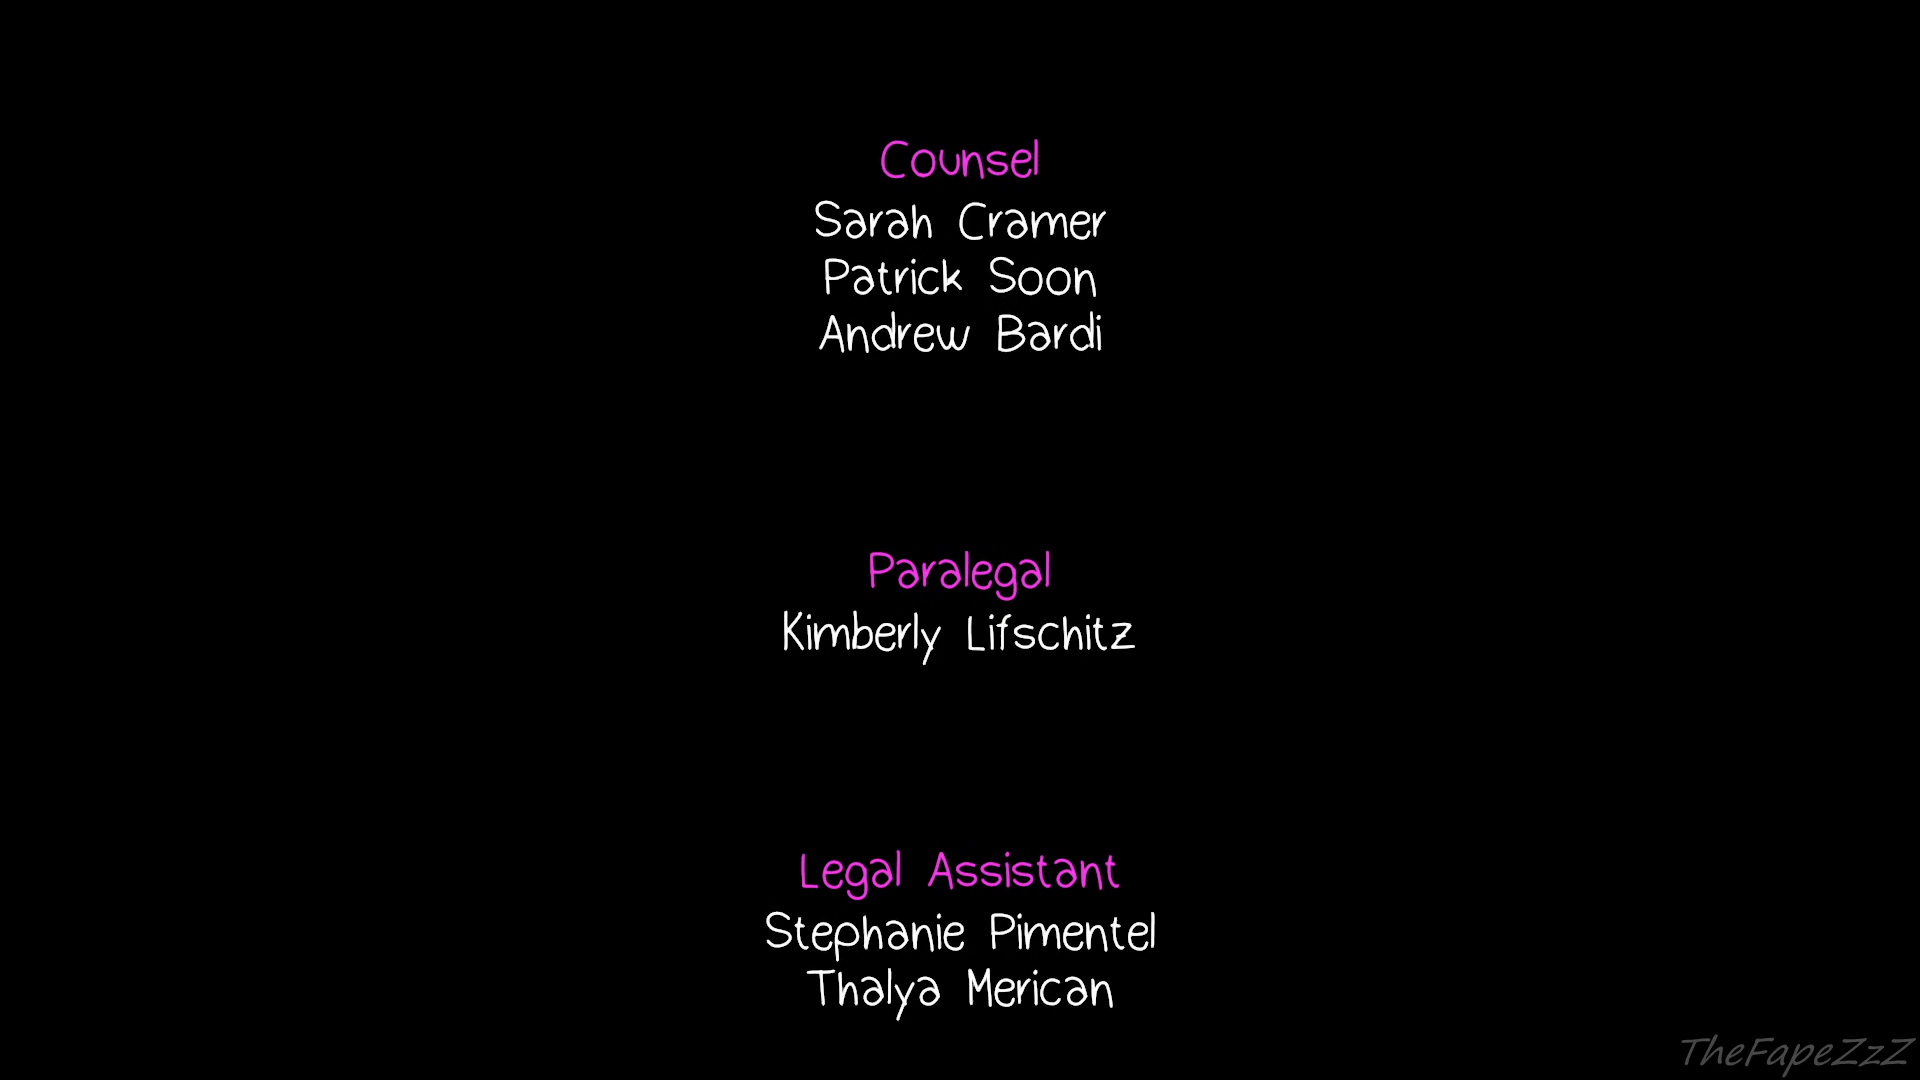 Counsel
Sarah Cramer
Patrick Soon
Andrew Bardi
Paralegal
Kimberly Lifschitz
Legal Assistant
Stephanie Pimentel
Thalya Merican
TheFapeZzZ